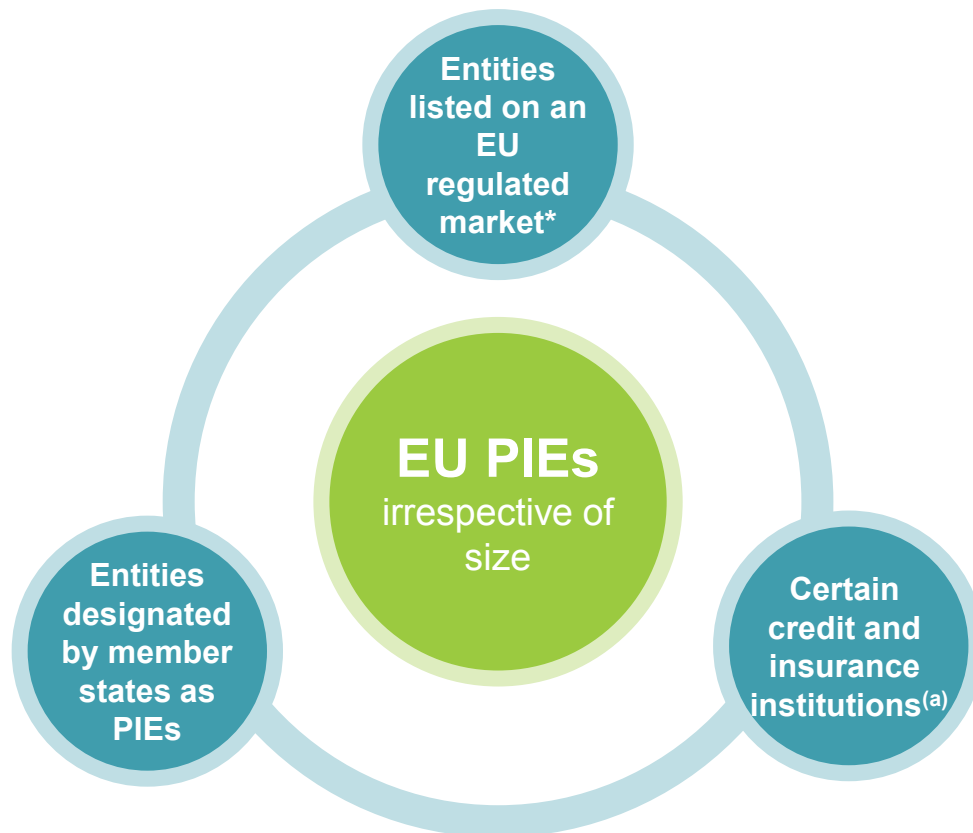 Entities
listed on an
EU
regulated
market*
EU PIEs
irrespective of
size
Entities
designated
by member
states as
PIEs
Certain
credit and
insurance
institutions(a)